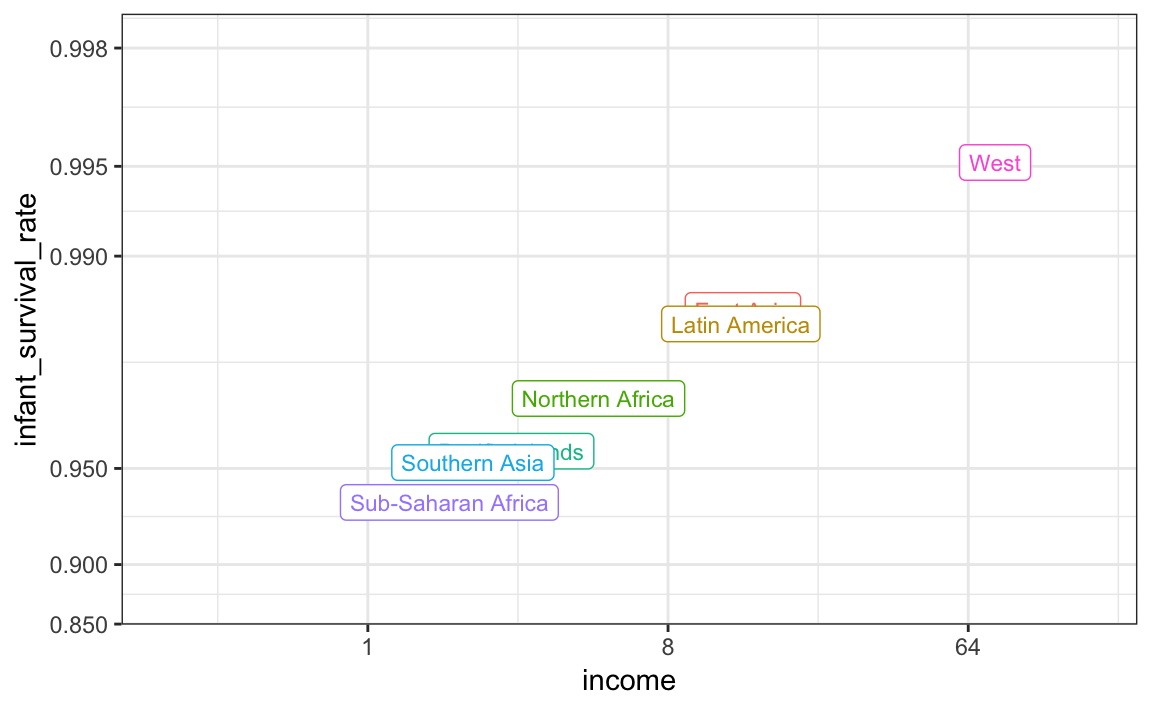 0.998
0.995
West
0.990
Latin America
Northern Africa
nds
0.950
Southern Asia
Sub-Saharan Africa
0.900
0.850
1 8 64
income
infant_survival_rate